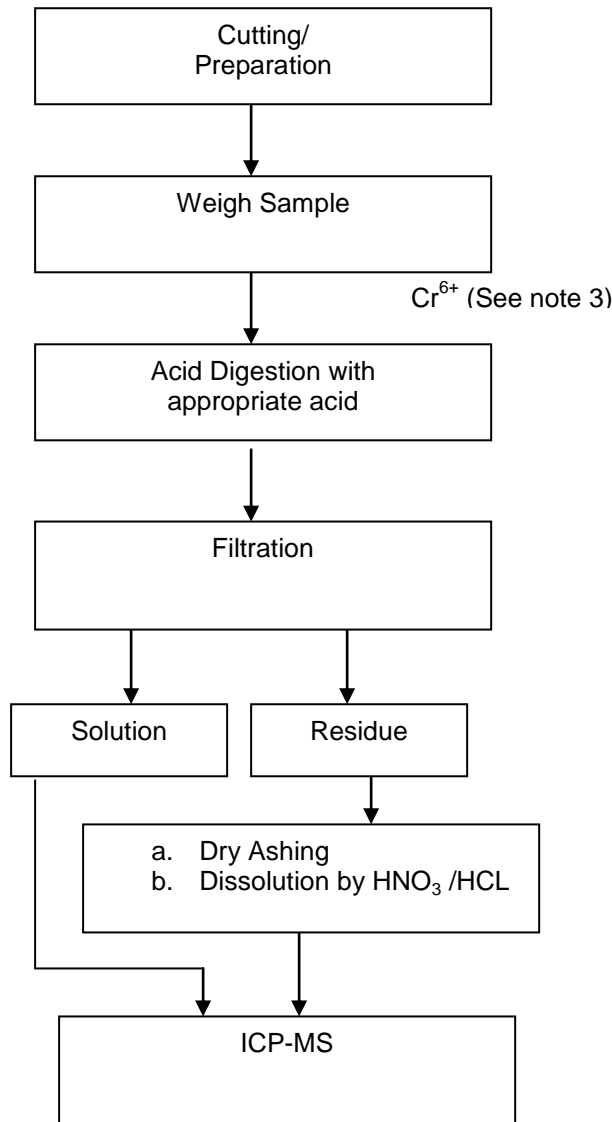 Cutting/
Preparation
Weigh Sample
Cr⁶⁺ (See note 3)
Acid Digestion with
appropriate acid
Filtration
Solution
Residue
a. Dry Ashing
b. Dissolution by HNO₃ /HCL
ICP-MS